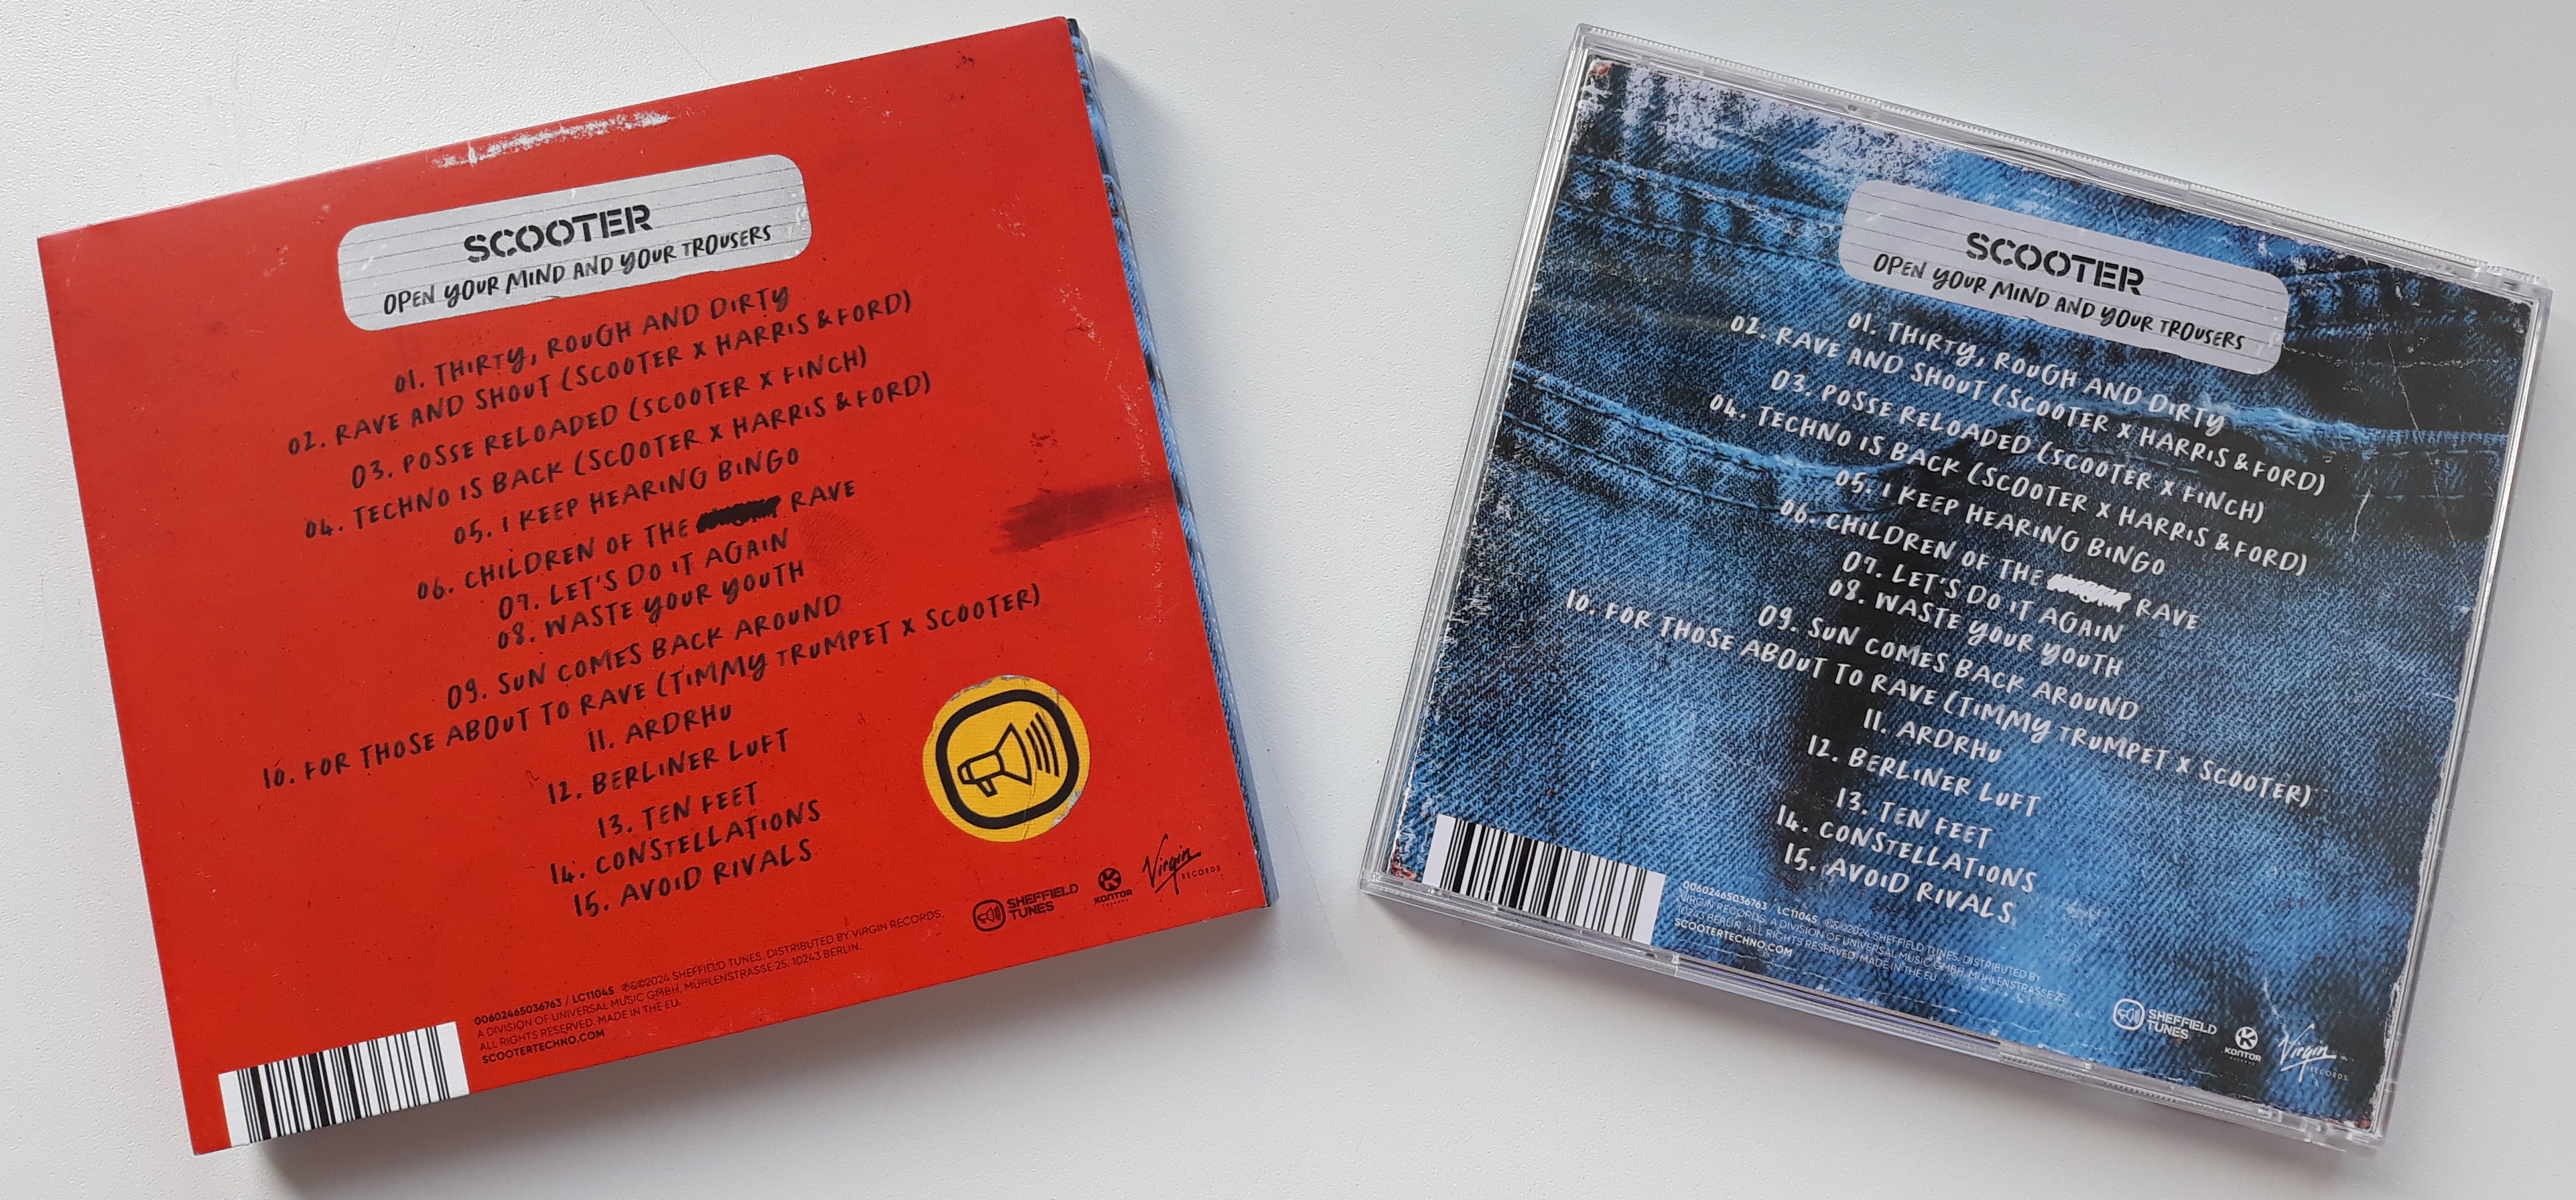 SCOOTER
OPEN YOUR MIND AND YOUR TROUSERS
01. THIRTY, ROUGH AND DIRTY
02. RAVE AND SHOUT (SCOOTER X HARRIS & FORD)
03. POSSE RELOADED (SCOOTER X FINCH)
04. TECHNO IS BACK (SCOOTER X HARRIS & FORD)
05. I KEEP HEARING BINGO
06. CHILDREN OF THE RAVE
07. LET'S DO IT AGAIN
08. WASTE YOUR YOUTH
09. SUN COMES BACK AROUND
10. FOR THOSE ABOUT TO RAVE (TIMMY TRUMPET X SCOOTER)
11. ARDRHU
12. BERLINER LUFT
13. TEN FEET
14. CONSTELLATIONS
15. AVOID RIVALS
00602465036763 / LC11045 ℗&©2024 SHEFFIELD TUNES. DISTRIBUTED BY VIRGIN RECORDS,
A DIVISION OF UNIVERSAL MUSIC GMBH, MÜHLENSTRASSE 25, 10243 BERLIN.
ALL RIGHTS RESERVED. MADE IN THE EU.
SCOOTERTECHNO.COM
SHEFFIELD
TUNES
KONTOR
RECORDS
Virgin
RECORDS
SCOOTER
OPEN YOUR MIND AND YOUR TROUSERS
01. THIRTY, ROUGH AND DIRTY
02. RAVE AND SHOUT (SCOOTER X HARRIS & FORD)
03. POSSE RELOADED (SCOOTER X FINCH)
04. TECHNO IS BACK (SCOOTER X HARRIS & FORD)
05. I KEEP HEARING BINGO
06. CHILDREN OF THE RAVE
07. LET'S DO IT AGAIN
08. WASTE YOUR YOUTH
09. SUN COMES BACK AROUND
10. FOR THOSE ABOUT TO RAVE (TIMMY TRUMPET X SCOOTER)
11. ARDRHU
12. BERLINER LUFT
13. TEN FEET
14. CONSTELLATIONS
15. AVOID RIVALS
00602465036763 / LC11045 ℗&©2024 SHEFFIELD TUNES. DISTRIBUTED BY
VIRGIN RECORDS, A DIVISION OF UNIVERSAL MUSIC GMBH, MÜHLENSTRASSE 25,
10243 BERLIN. ALL RIGHTS RESERVED. MADE IN THE EU.
SCOOTERTECHNO.COM
SHEFFIELD
TUNES
KONTOR
RECORDS
Virgin
RECORDS